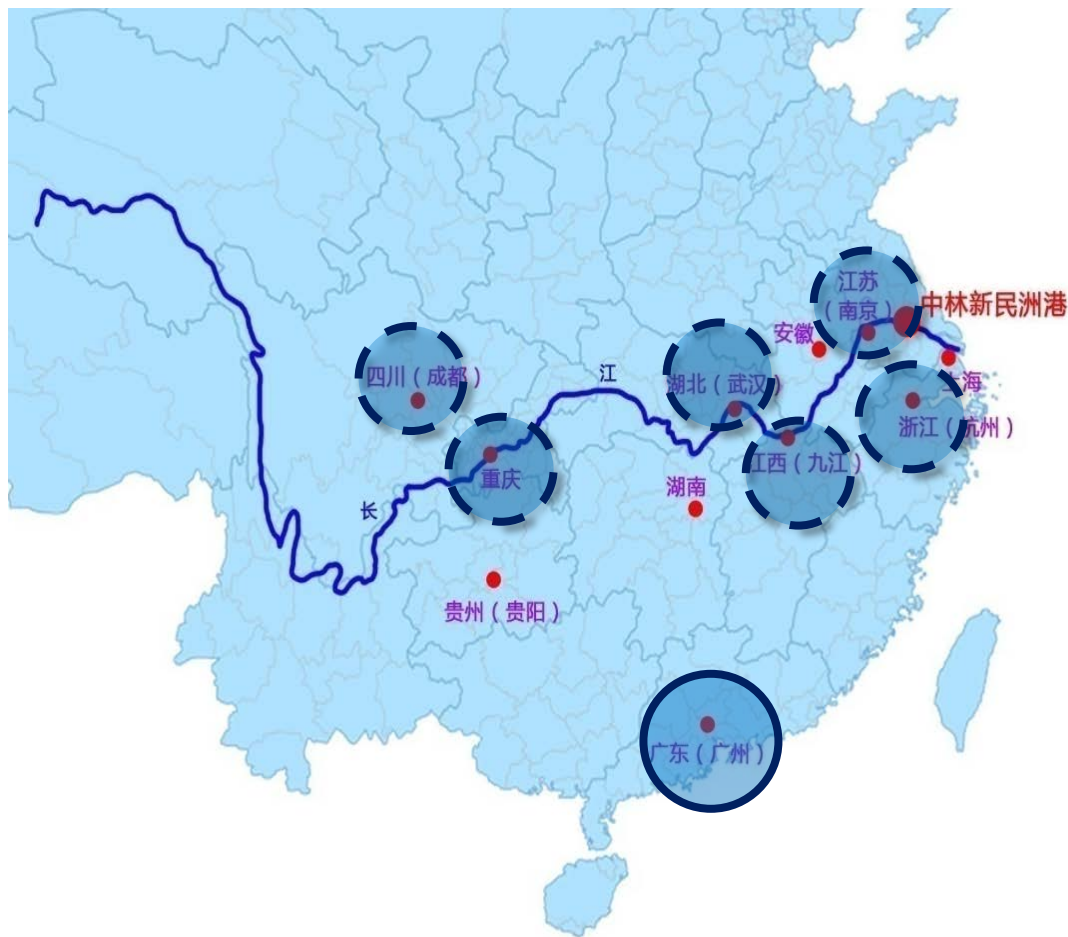 江苏
（南京）
中林新民洲港
安徽
四川（成都）
江
湖北（武汉）
上海
浙江（杭州）
重庆
江西（九江）
湖南
长
贵州（贵阳）
广东（广州）